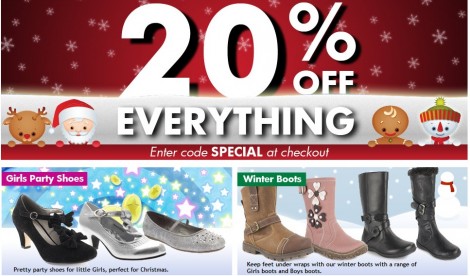 20% OFF
EVERYTHING
Enter code SPECIAL at checkout
Girls Party Shoes
Pretty party shoes for little Girls, perfect for Christmas.
Winter Boots
Keep feet under wraps with our winter boots with a range of
Girls boots and Boys boots.